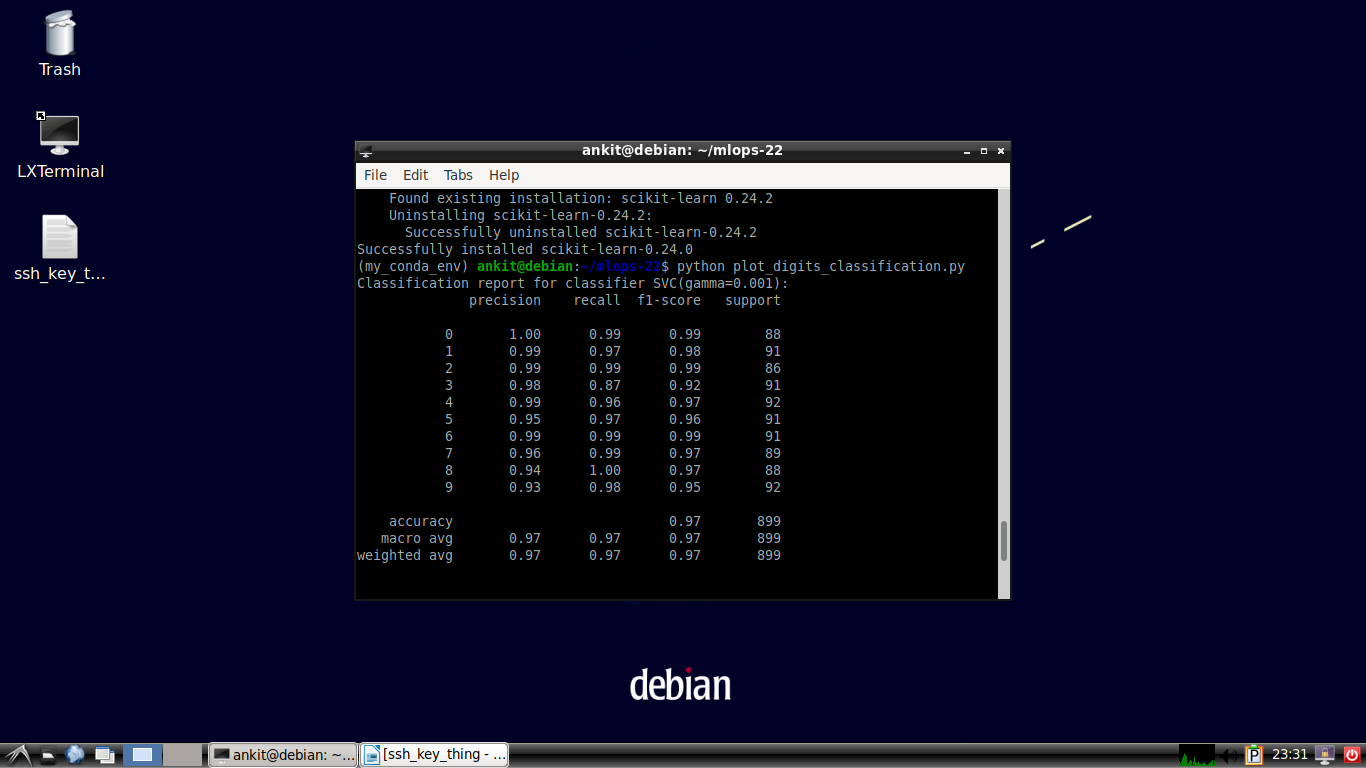 Trash
LXTerminal
ssh_key_t...
ankit@debian: ~/mlops-22
File Edit Tabs Help
Found existing installation: scikit-learn 0.24.2
Uninstalling scikit-learn-0.24.2:
Successfully uninstalled scikit-learn-0.24.2
Successfully installed scikit-learn-0.24.0
(my_conda_env) ankit@debian:~/mlops-22$ python plot_digits_classification.py
Classification report for classifier SVC(gamma=0.001):
precision recall f1-score support
0 1.00 0.99 0.99 88
1 0.99 0.97 0.98 91
2 0.99 0.99 0.99 86
3 0.98 0.87 0.92 91
4 0.99 0.96 0.97 92
5 0.95 0.97 0.96 91
6 0.99 0.99 0.99 91
7 0.96 0.99 0.97 89
8 0.94 1.00 0.97 88
9 0.93 0.98 0.95 92
accuracy 0.97 899
macro avg 0.97 0.97 0.97 899
weighted avg 0.97 0.97 0.97 899
debian
ankit@debian: ~... [ssh_key_thing - ... P 23:31